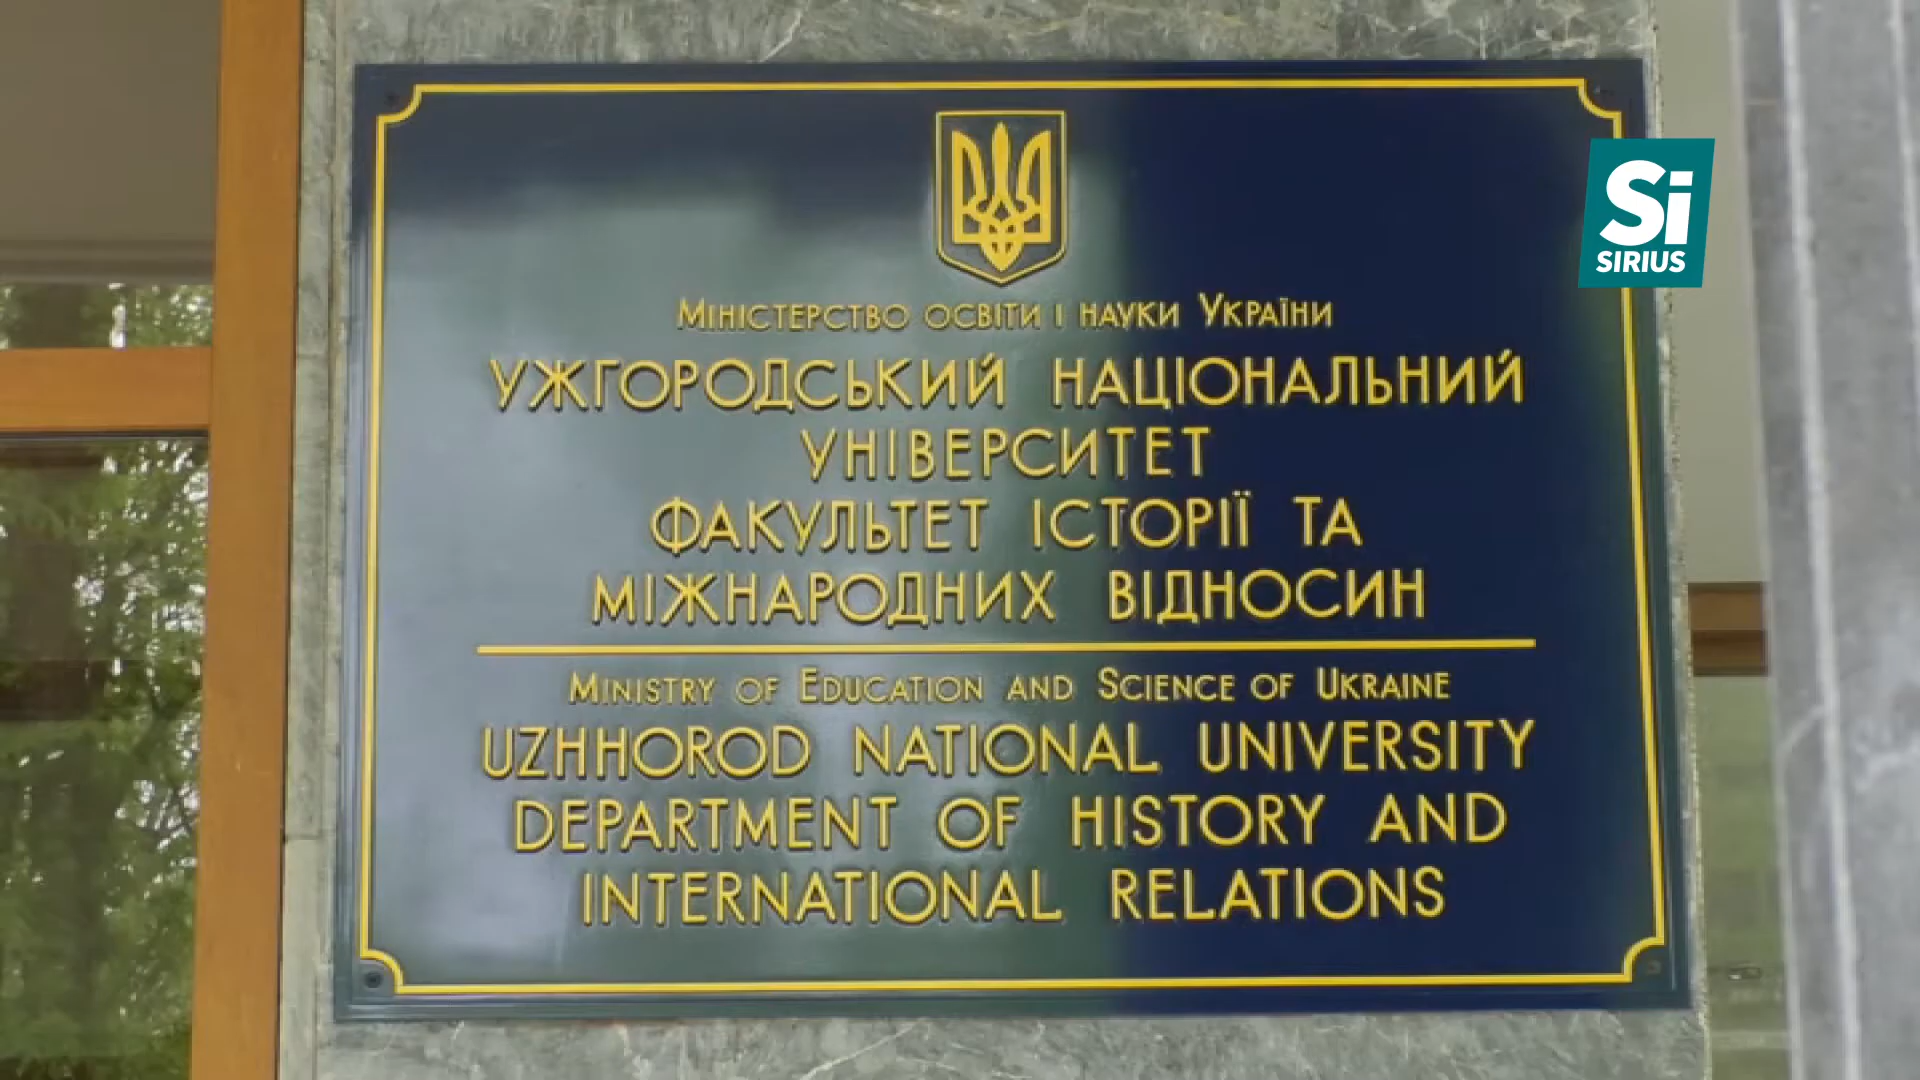 Міністерство освіти і науки України
УЖГОРОДСЬКИЙ НАЦІОНАЛЬНИЙ
УНІВЕРСИТЕТ
ФАКУЛЬТЕТ ІСТОРІЇ ТА
МІЖНАРОДНИХ ВІДНОСИН
Ministry of Education and Science of Ukraine
UZHHOROD NATIONAL UNIVERSITY
DEPARTMENT OF HISTORY AND
INTERNATIONAL RELATIONS
Si
SIRIUS